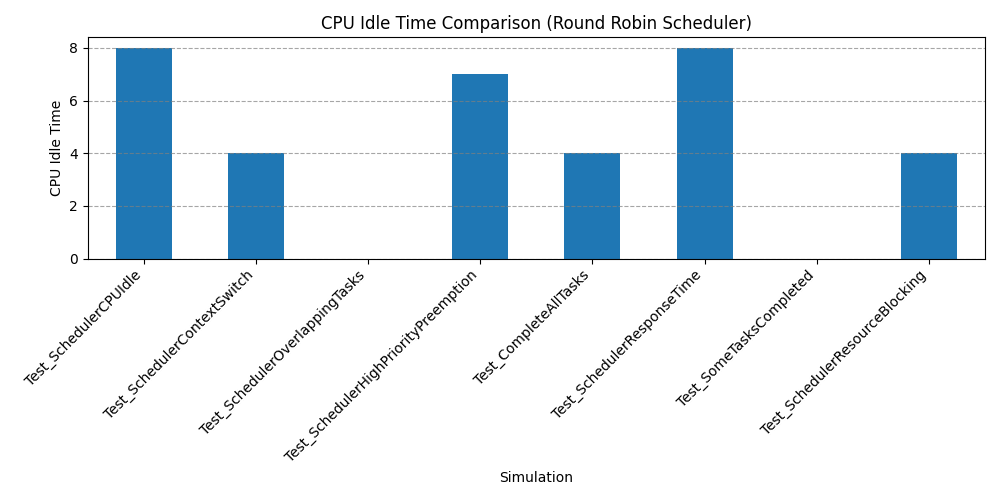 CPU Idle Time Comparison (Round Robin Scheduler)
CPU Idle Time
8
6
4
2
0
Test_SchedulerCPUIdle
Test_SchedulerContextSwitch
Test_SchedulerOverlappingTasks
Test_SchedulerHighPriorityPreemption
Test_CompleteAllTasks
Test_SchedulerResponseTime
Test_SomeTasksCompleted
Test_SchedulerResourceBlocking
Simulation